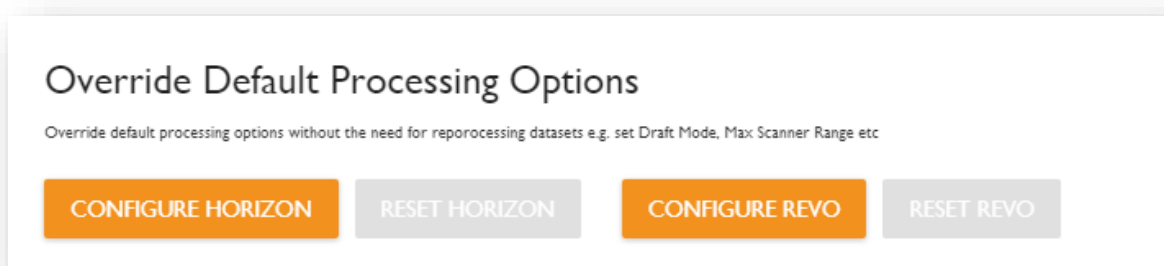 Override Default Processing Options
Override default processing options without the need for reporocessing datasets e.g. set Draft Mode, Max Scanner Range etc
CONFIGURE HORIZON RESET HORIZON CONFIGURE REVO RESET REVO